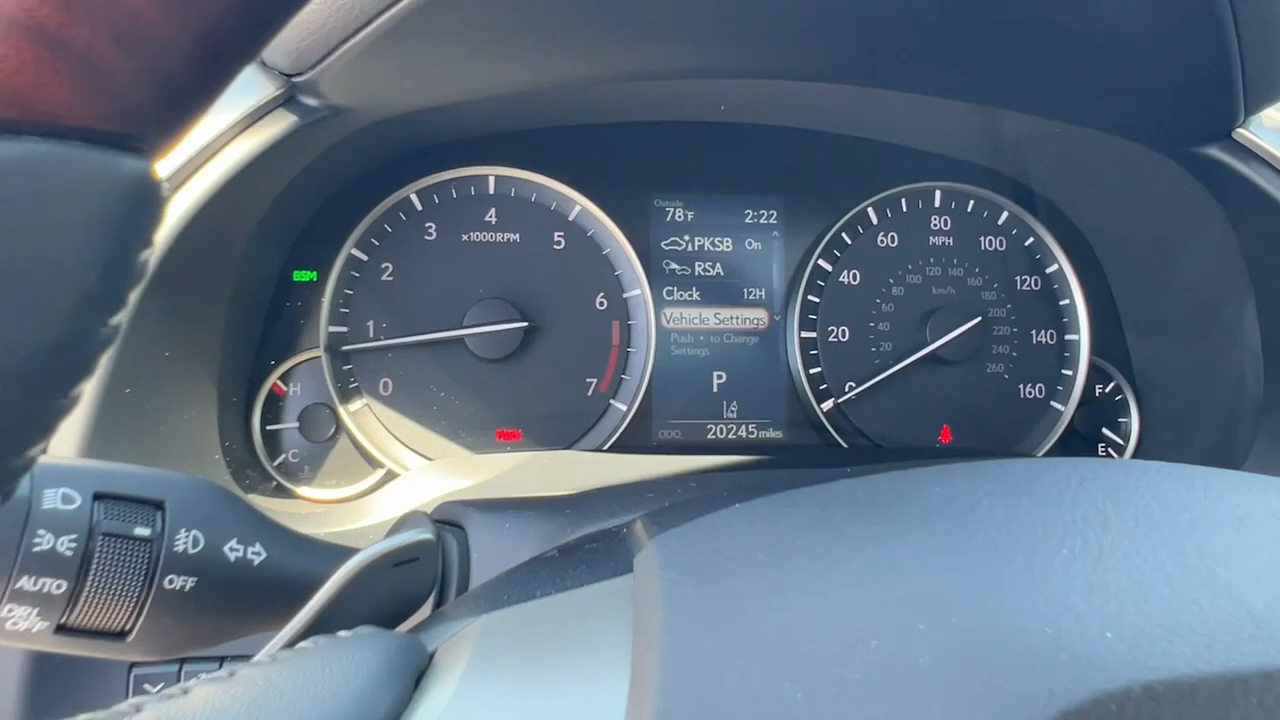 Outside
78°F 2:22
PKSB On
RSA
Clock 12H
Vehicle Settings
Push • to Change
Settings
P
ODO 20245 miles
BSM
0
1
2
3
4
5
6
7
x1000RPM
PARK
H
C
0
20
40
60
80
100
120
140
160
MPH
20
40
60
80
100
120
140
160
180
200
220
240
260
km/h
F
E
AUTO
DRL
OFF
OFF